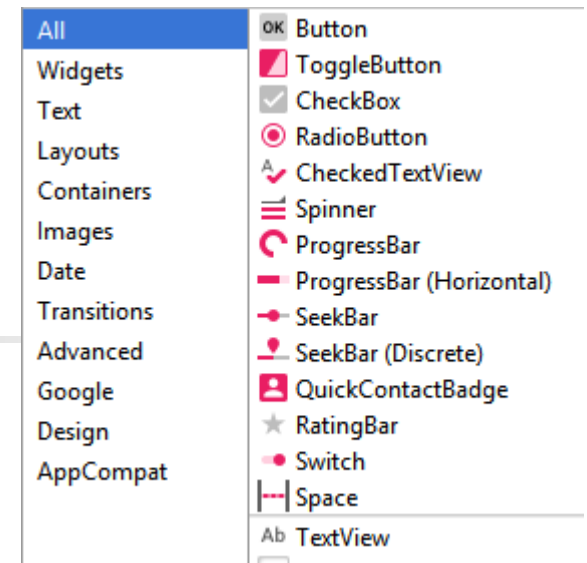 All
Widgets
Text
Layouts
Containers
Images
Date
Transitions
Advanced
Google
Design
AppCompat
OK Button
ToggleButton
CheckBox
RadioButton
A CheckedTextView
Spinner
ProgressBar
ProgressBar (Horizontal)
SeekBar
SeekBar (Discrete)
QuickContactBadge
RatingBar
Switch
Space
Ab TextView